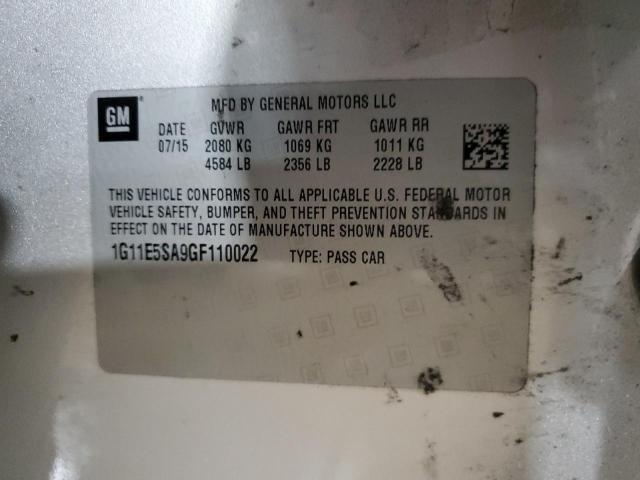 GM
MFD BY GENERAL MOTORS LLC
DATE GVWR GAWR FRT GAWR RR
07/15 2080 KG 1069 KG 1011 KG
4584 LB 2356 LB 2228 LB
THIS VEHICLE CONFORMS TO ALL APPLICABLE U.S. FEDERAL MOTOR
VEHICLE SAFETY, BUMPER, AND THEFT PREVENTION STANDARDS IN
EFFECT ON THE DATE OF MANUFACTURE SHOWN ABOVE.
1G11E5SA9GF110022 TYPE: PASS CAR